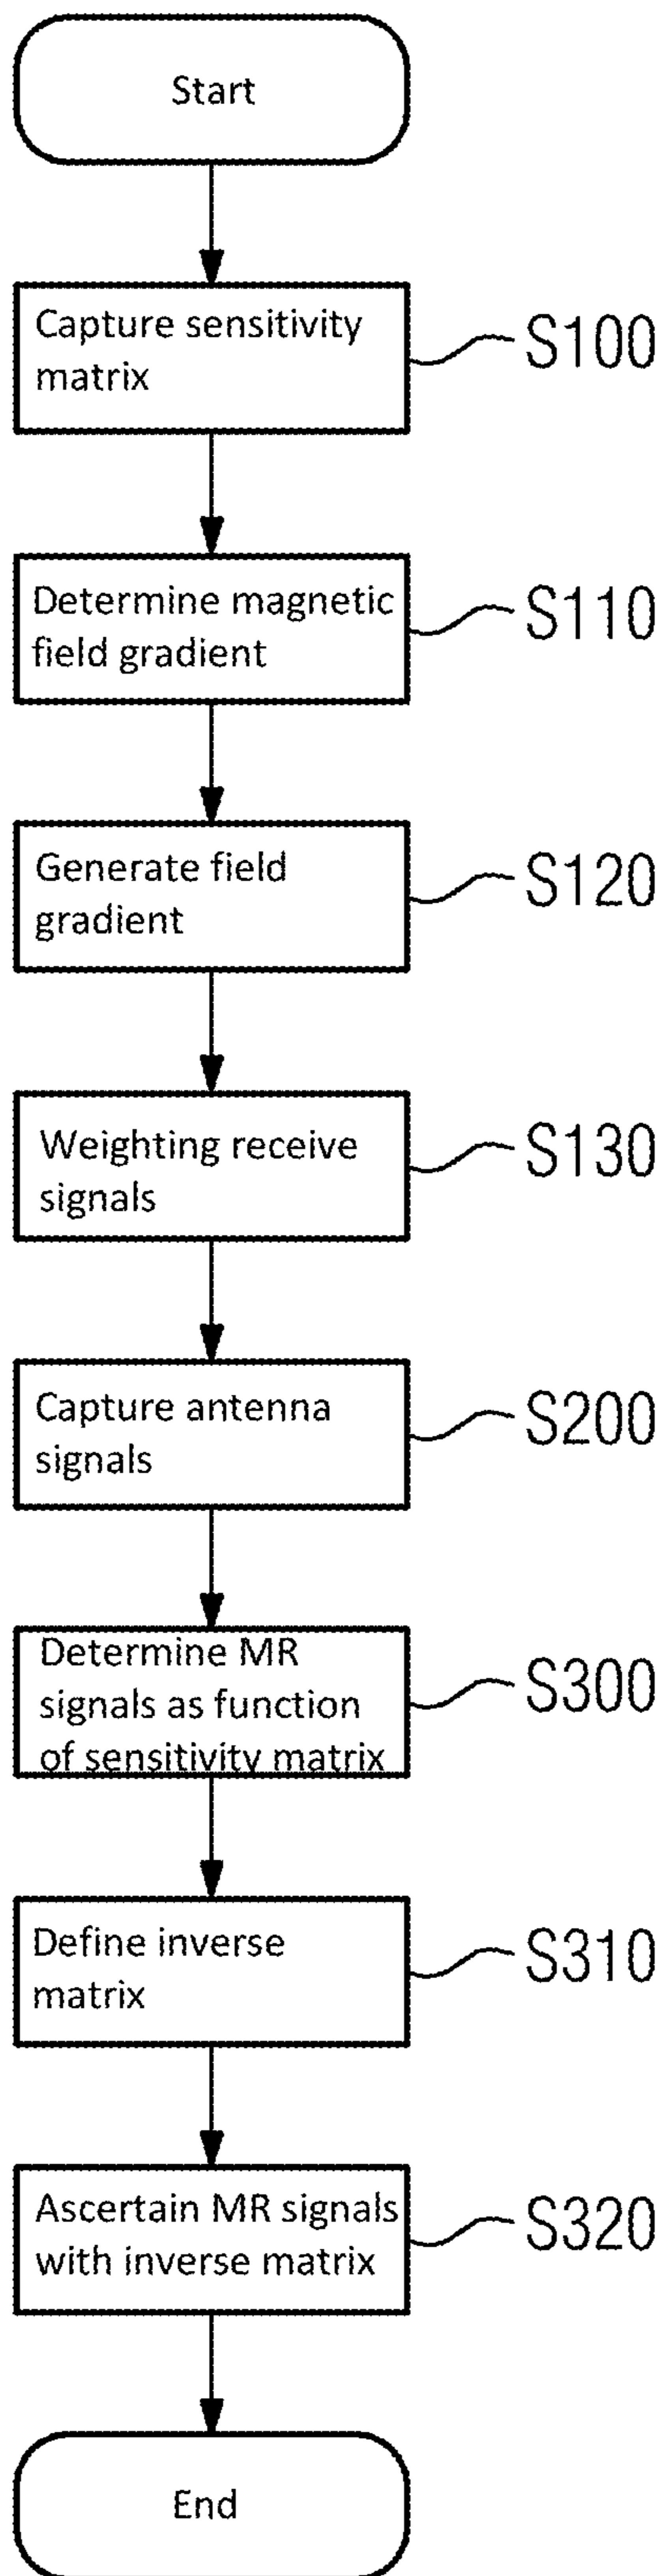 Start
Capture sensitivity
matrix
S100
Determine magnetic
field gradient
S110
Generate field
gradient
S120
Weighting receive
signals
S130
Capture antenna
signals
S200
Determine MR
signals as function
of sensitivity matrix
S300
Define inverse
matrix
S310
Ascertain MR signals
with inverse matrix
S320
End